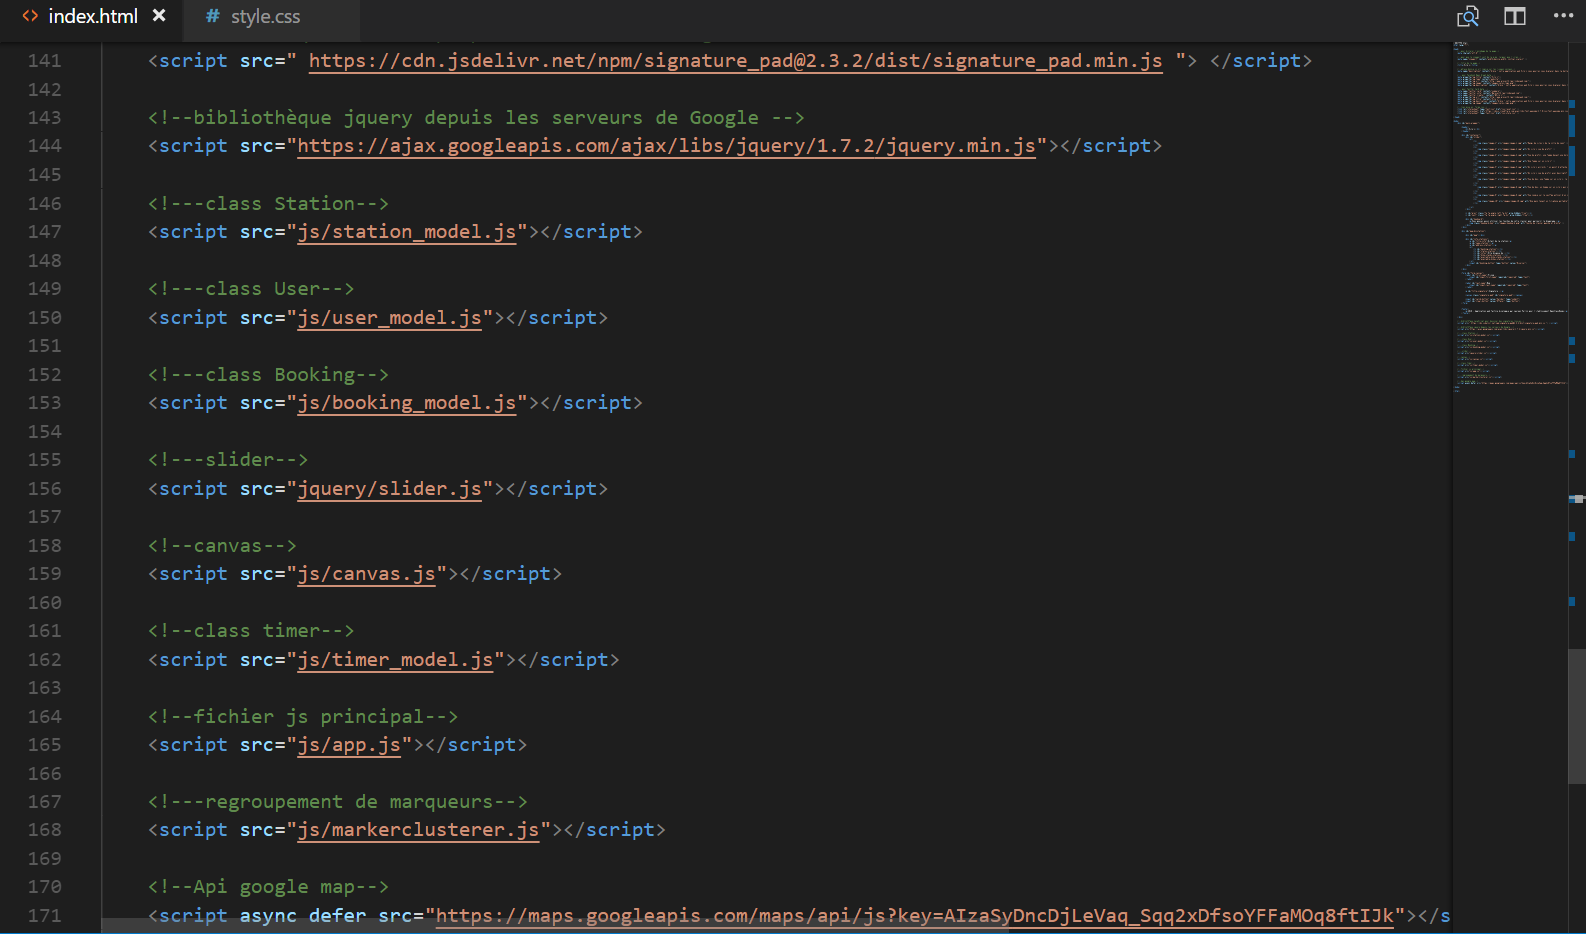 <> index.html ×
# style.css
141 <script src=" https://cdn.jsdelivr.net/npm/signature_pad@2.3.2/dist/signature_pad.min.js "> </script>
142
143 <!--bibliothèque jquery depuis les serveurs de Google -->
144 <script src="https://ajax.googleapis.com/ajax/libs/jquery/1.7.2/jquery.min.js"></script>
145
146 <!---class Station-->
147 <script src="js/station_model.js"></script>
148
149 <!---class User-->
150 <script src="js/user_model.js"></script>
151
152 <!---class Booking-->
153 <script src="js/booking_model.js"></script>
154
155 <!---slider-->
156 <script src="jquery/slider.js"></script>
157
158 <!--canvas-->
159 <script src="js/canvas.js"></script>
160
161 <!--class timer-->
162 <script src="js/timer_model.js"></script>
163
164 <!--fichier js principal-->
165 <script src="js/app.js"></script>
166
167 <!---regroupement de marqueurs-->
168 <script src="js/markerclusterer.js"></script>
169
170 <!--Api google map-->
171 <script async defer src="https://maps.googleapis.com/maps/api/js?key=AIzaSyDncDjLeVaq_Sqq2xDfsoYFFaMOq8ftIJk"></s